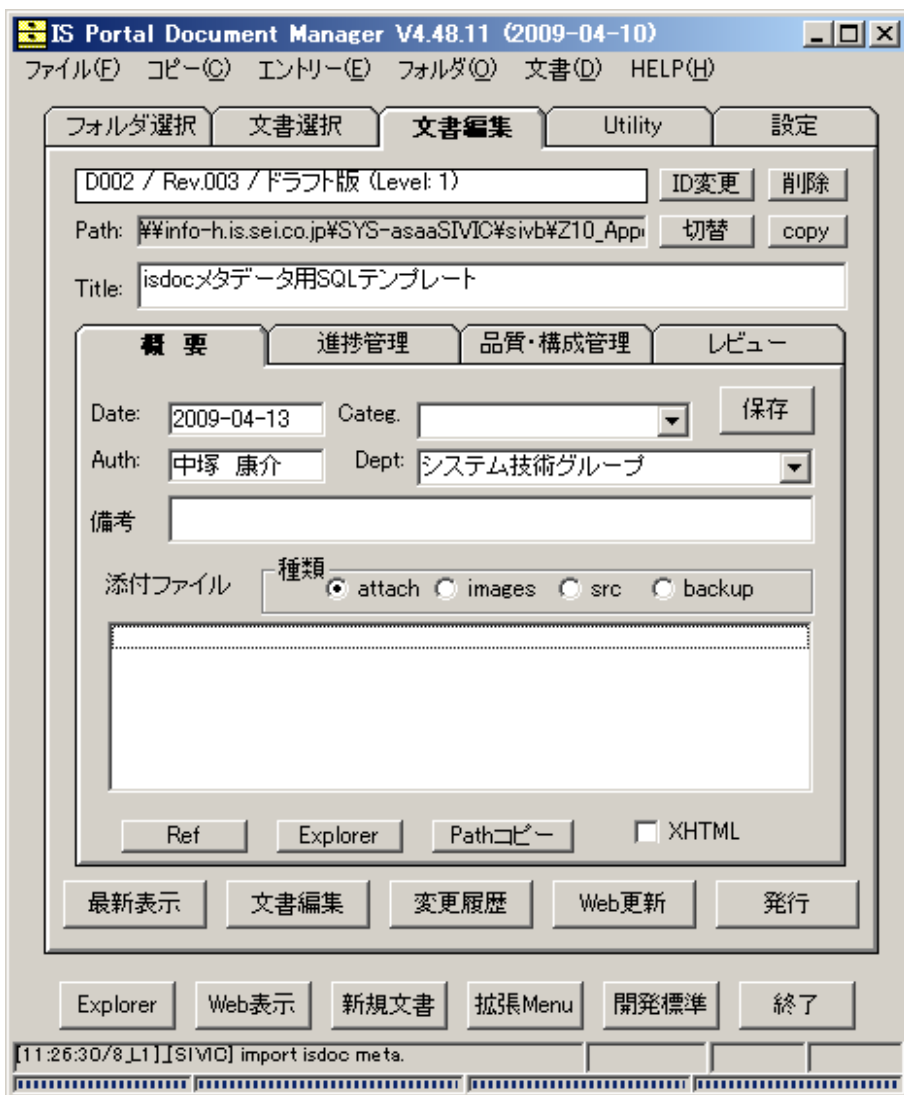 IS Portal Document Manager V4.48.11 (2009-04-10)
ファイル(F) コピー(C) エントリー(E) フォルダ(O) 文書(D) HELP(H)
フォルダ選択 文書選択 文書編集 Utility 設定
D002 / Rev.003 / ドラフト版 (Level: 1) ID変更 削除
Path: ¥¥info-h.is.sei.co.jp¥SYS-asaaSIVIC¥sivb¥Z10_App 切替 copy
Title: isdocメタデータ用SQLテンプレート
概 要 進捗管理 品質・構成管理 レビュー
Date: 2009-04-13 Categ. 保存
Auth: 中塚 康介 Dept: システム技術グループ
備考
種類
添付ファイル attach images src backup
Ref Explorer Pathコピー XHTML
最新表示 文書編集 変更履歴 Web更新 発行
Explorer Web表示 新規文書 拡張Menu 開発標準 終了
[11:26:30/8_L1]_[SIVIC] import isdoc meta.